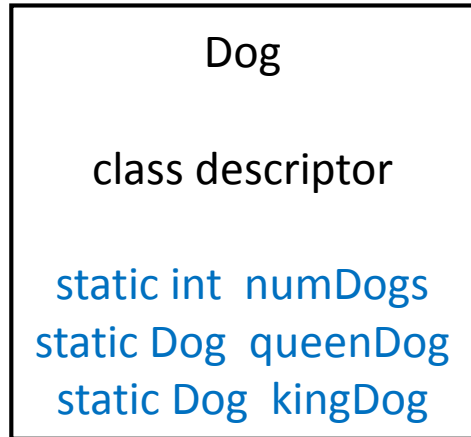 Dog
class descriptor
static int numDogs
static Dog queenDog
static Dog kingDog